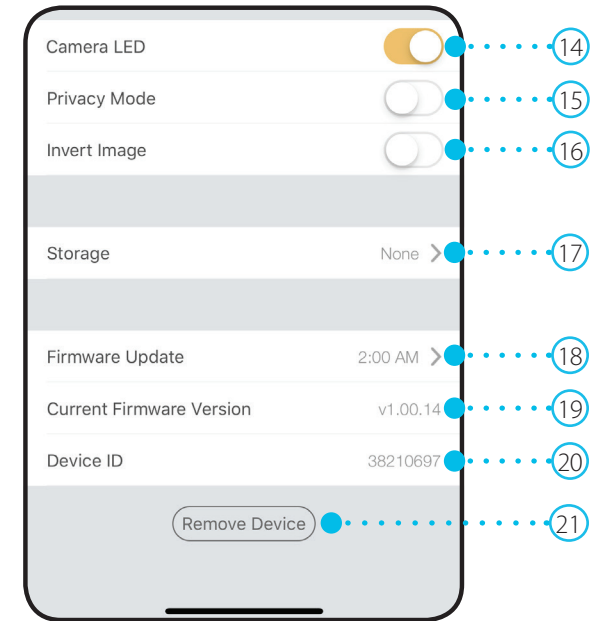 Camera LED 14
Privacy Mode 15
Invert Image 16
Storage None 17
Firmware Update 2:00 AM 18
Current Firmware Version v1.00.14 19
Device ID 38210697 20
Remove Device 21